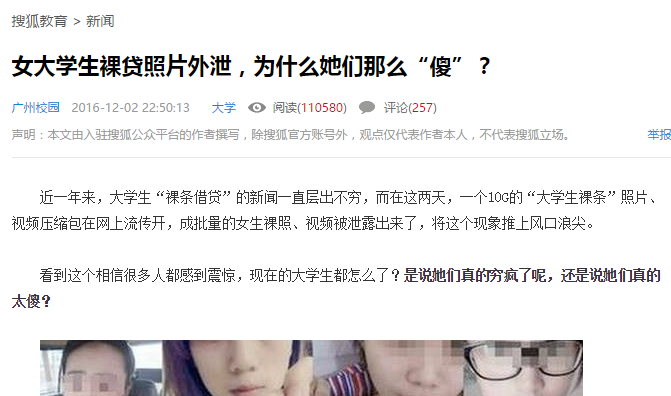 搜狐教育 > 新闻
女大学生裸贷照片外泄，为什么她们那么“傻”？
广州校园 2016-12-02 22:50:13 大学 阅读(110580) 评论(257)
声明：本文由入驻搜狐公众平台的作者撰写，除搜狐官方账号外，观点仅代表作者本人，不代表搜狐立场。 举报
近一年来，大学生“裸条借贷”的新闻一直层出不穷，而在这两天，一个10G的“大学生裸条”照片、
视频压缩包在网上流传开，成批量的女生裸照、视频被泄露出来了，将这个现象推上风口浪尖。
看到这个相信很多人都感到震惊，现在的大学生都怎么了？是说她们真的穷疯了呢，还是说她们真的
太傻？